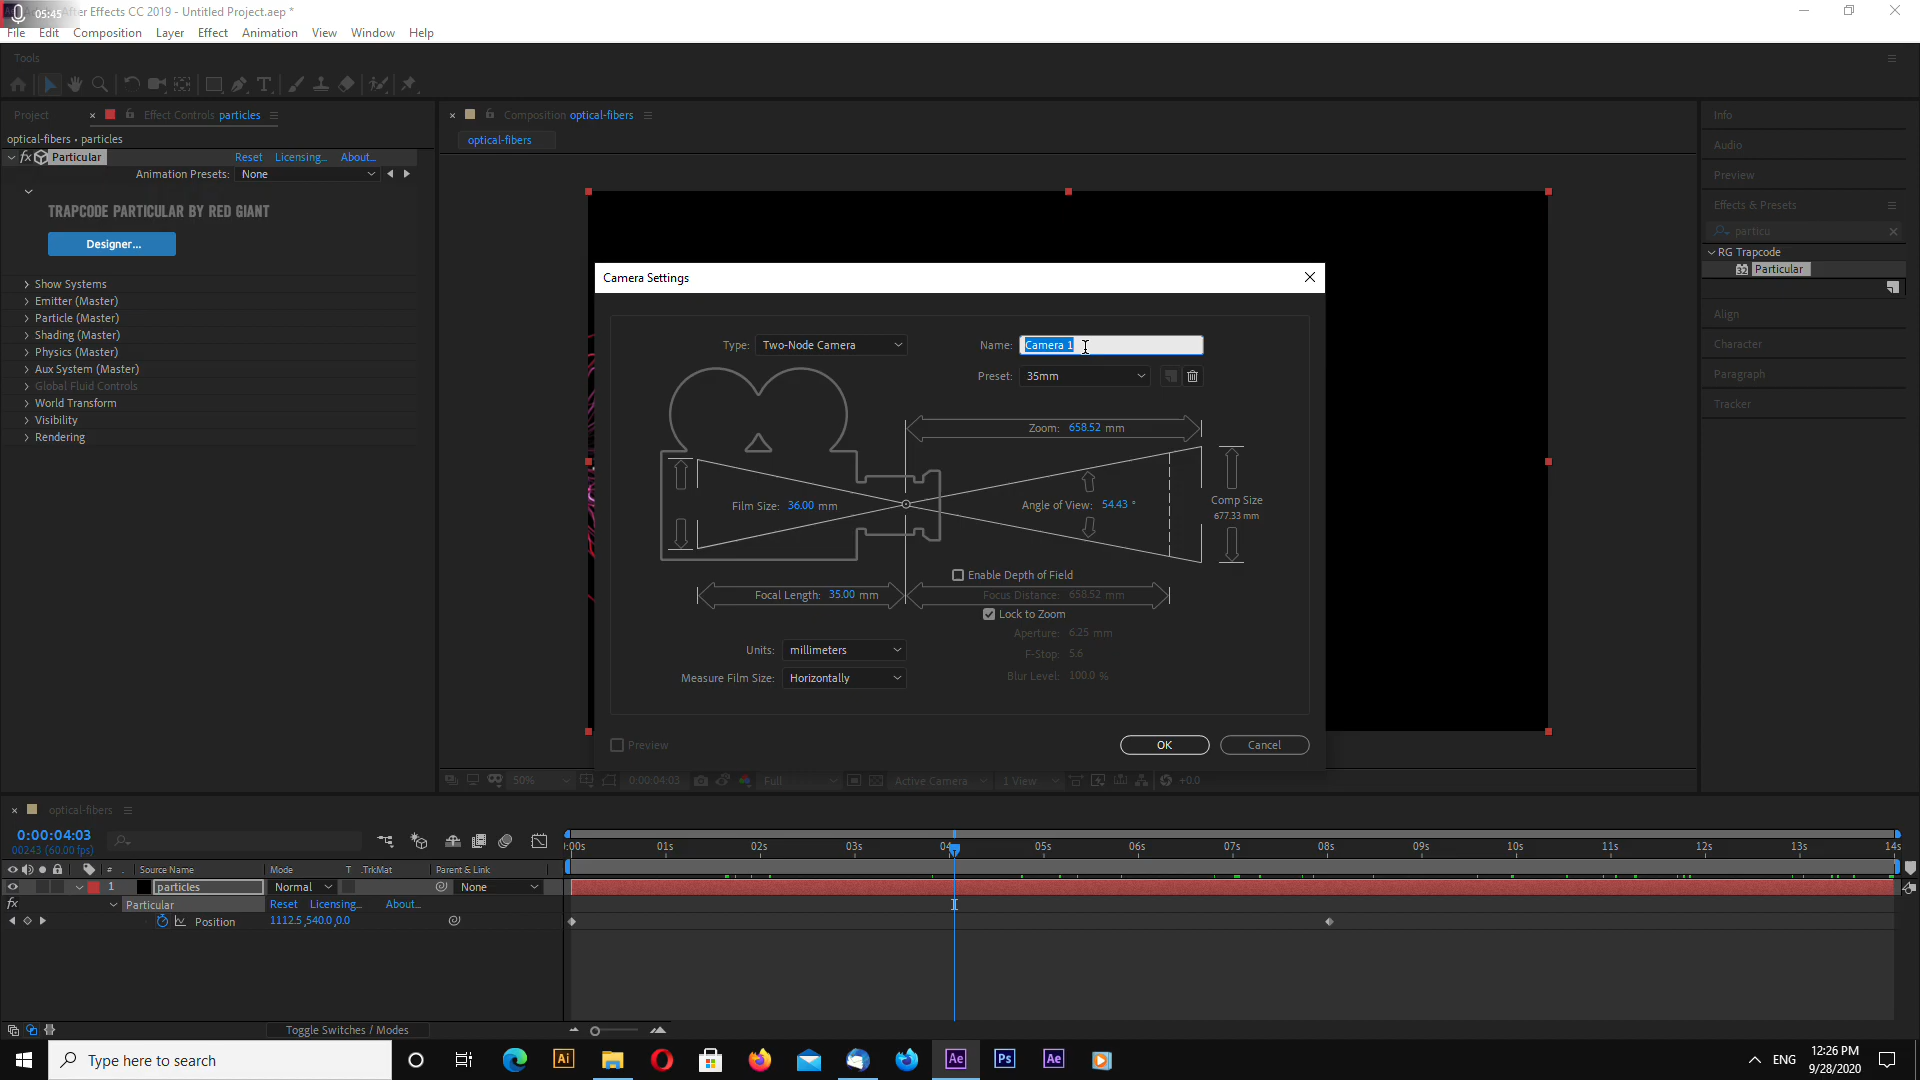 05:45
After Effects CC 2019 - Untitled Project.aep *
File Edit Composition Layer Effect Animation View Window Help
Tools
Project
Effect Controls particles
Composition optical-fibers
optical-fibers • particles
optical-fibers
fx Particular Reset Licensing... About...
Animation Presets: None
TRAPCODE PARTICULAR BY RED GIANT
Designer...
Show Systems
Emitter (Master)
Particle (Master)
Shading (Master)
Physics (Master)
Aux System (Master)
Global Fluid Controls
World Transform
Visibility
Rendering
Info
Audio
Preview
Effects & Presets
particu
RG Trapcode
32 Particular
Align
Character
Paragraph
Tracker
Camera Settings
Type: Two-Node Camera
Name: Camera 1
Preset: 35mm
Zoom: 658.52 mm
Film Size: 36.00 mm
Angle of View: 54.43 °
Comp Size
677.33 mm
Enable Depth of Field
Focal Length: 35.00 mm
Focus Distance: 658.52 mm
Lock to Zoom
Aperture: 6.25 mm
F-Stop: 5.6
Blur Level: 100.0 %
Units: millimeters
Measure Film Size: Horizontally
Preview
OK
Cancel
50% 0:00:04:03 Full Active Camera 1 View +0.0
optical-fibers
0:00:04:03
00243 (60.00 fps)
:00s 01s 02s 03s 04 05s 06s 07s 08s 09s 10s 11s 12s 13s 14s
# . Source Name Mode T .TrkMat Parent & Link
1 particles Normal None
fx Particular Reset Licensing... About...
Position 1112.5,540.0,0.0
Toggle Switches / Modes
Type here to search
Ai
Ae
Ps
Ae
ENG
12:26 PM
9/28/2020